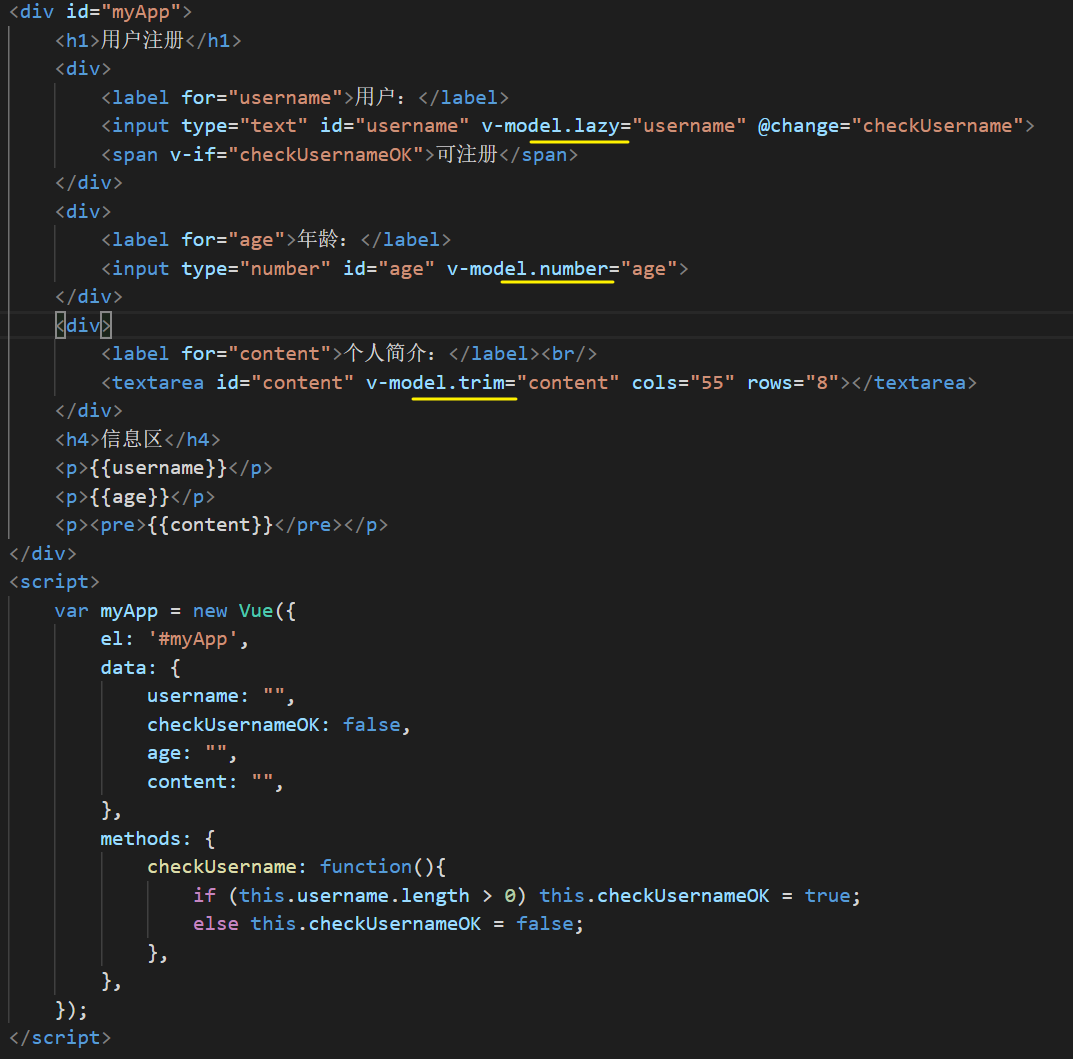 <div id="myApp">
    <h1>用户注册</h1>
    <div>
        <label for="username">用户：</label>
        <input type="text" id="username" v-model.lazy="username" @change="checkUsername">
        <span v-if="checkUsernameOK">可注册</span>
    </div>
    <div>
        <label for="age">年龄：</label>
        <input type="number" id="age" v-model.number="age">
    </div>
    <div>
        <label for="content">个人简介：</label><br/>
        <textarea id="content" v-model.trim="content" cols="55" rows="8"></textarea>
    </div>
    <h4>信息区</h4>
    <p>{{username}}</p>
    <p>{{age}}</p>
    <p><pre>{{content}}</pre></p>
</div>
<script>
    var myApp = new Vue({
        el: '#myApp',
        data: {
            username: "",
            checkUsernameOK: false,
            age: "",
            content: "",
        },
        methods: {
            checkUsername: function(){
                if (this.username.length > 0) this.checkUsernameOK = true;
                else this.checkUsernameOK = false;
            },
        },
    });
</script>